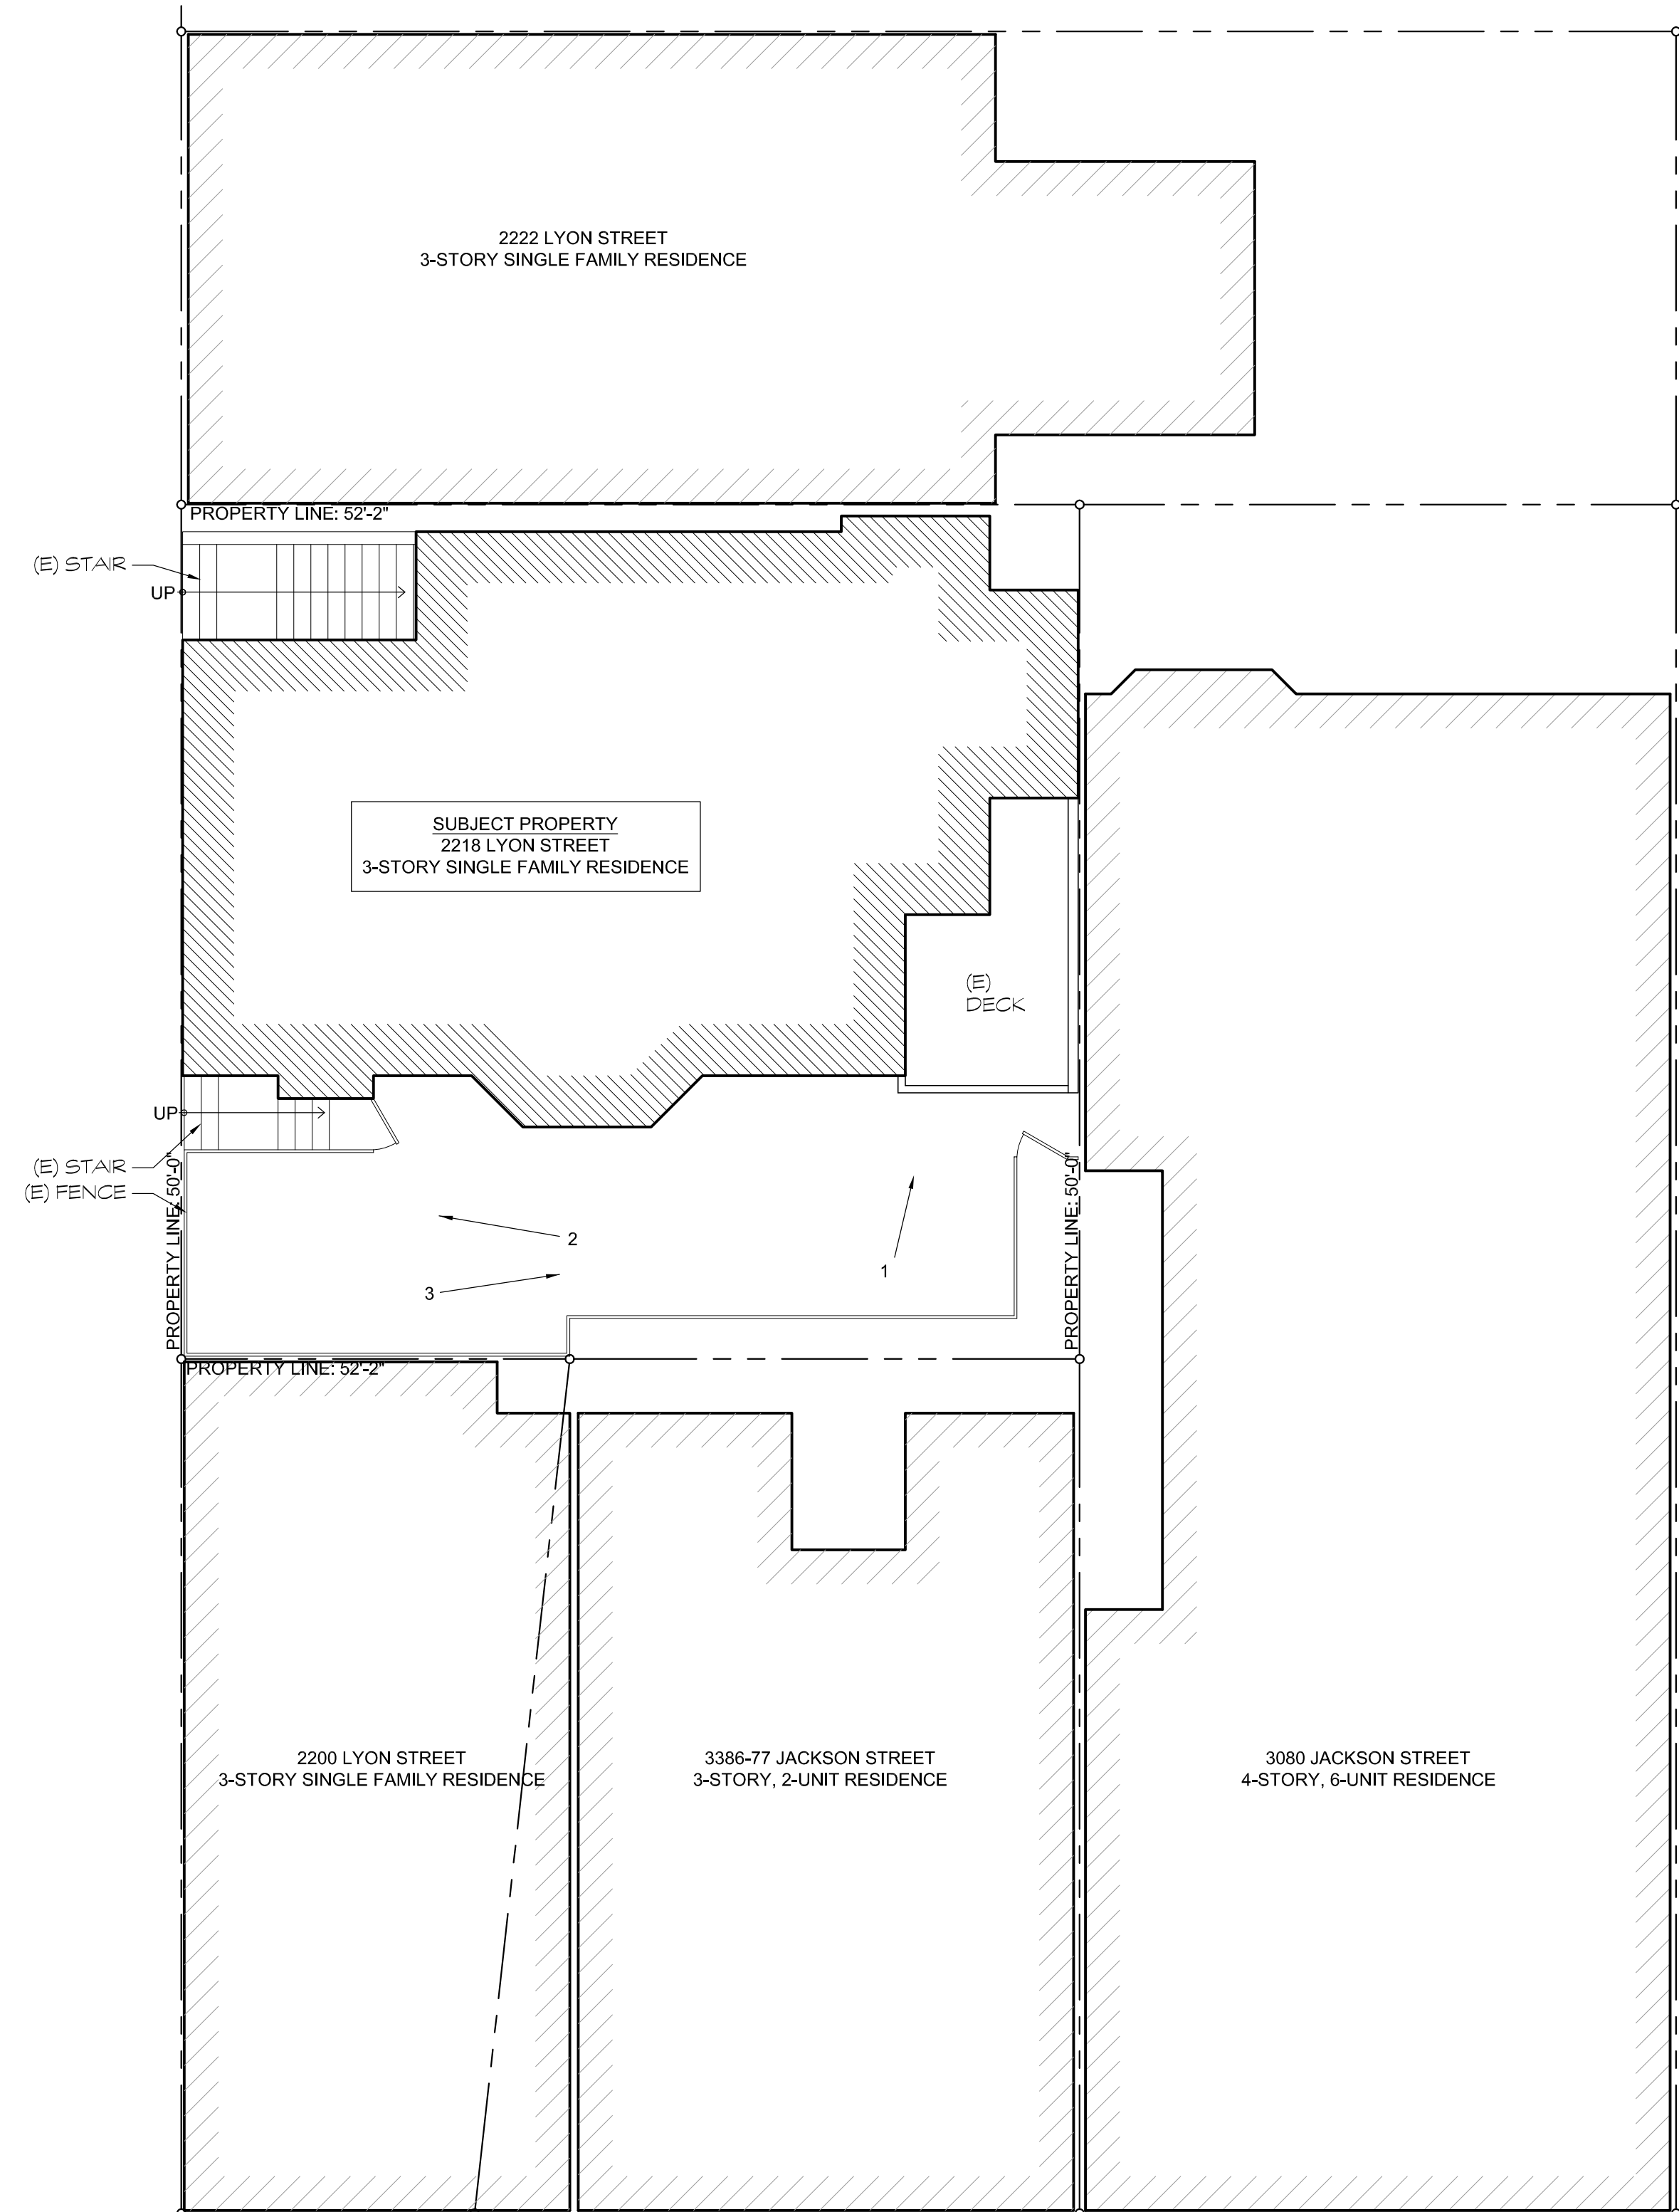 2222 LYON STREET
3-STORY SINGLE FAMILY RESIDENCE
PROPERTY LINE: 52'-2"
(E) STAIR
UP
SUBJECT PROPERTY
2218 LYON STREET
3-STORY SINGLE FAMILY RESIDENCE
(E)
DECK
UP
(E) STAIR
(E) FENCE
PROPERTY LINE: 50'-0"
2
3
1
PROPERTY LINE: 50'-0"
PROPERTY LINE: 52'-2"
2200 LYON STREET
3-STORY SINGLE FAMILY RESIDENCE
3386-77 JACKSON STREET
3-STORY, 2-UNIT RESIDENCE
3080 JACKSON STREET
4-STORY, 6-UNIT RESIDENCE